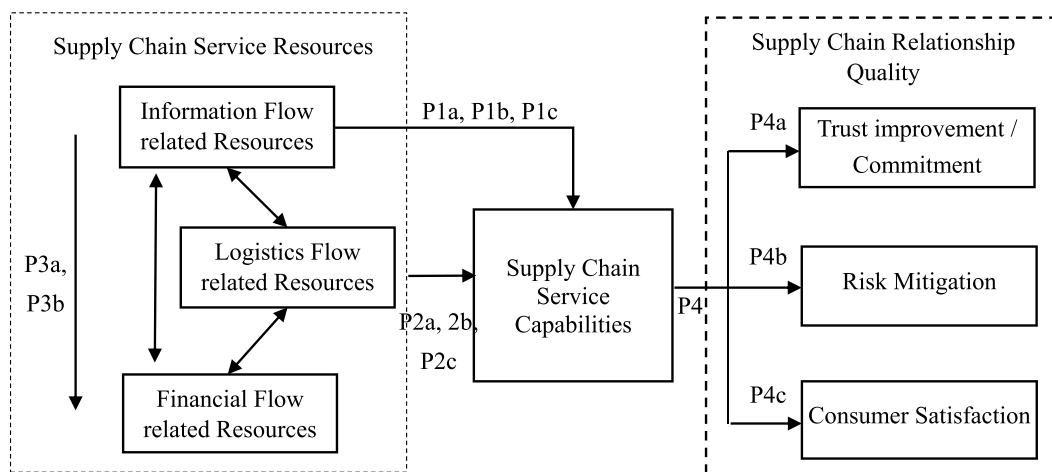 Supply Chain Service Resources
Information Flow
related Resources
P1a, P1b, P1c
Logistics Flow
related Resources
P3a,
P3b
P2a, 2b,
P2c
Financial Flow
related Resources
Supply Chain
Service
Capabilities
P4
Supply Chain Relationship
Quality
P4a
Trust improvement /
Commitment
P4b
Risk Mitigation
P4c
Consumer Satisfaction